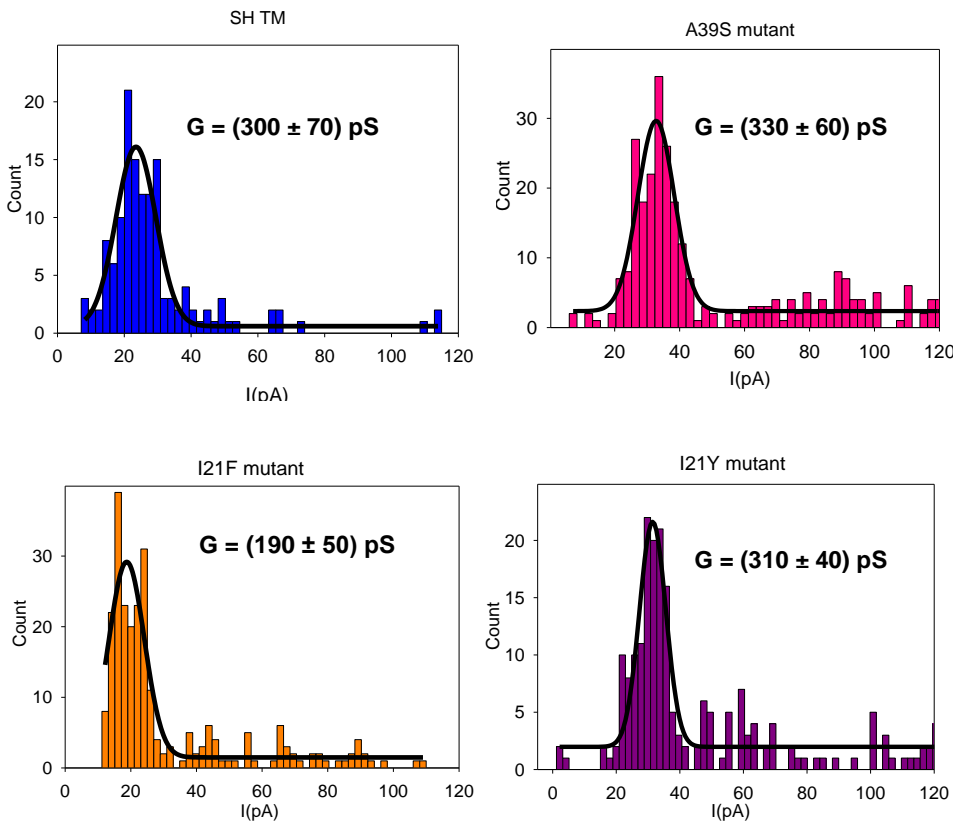 SH TM
G = (300 ± 70) pS
Count
20
15
10
5
0
0 20 40 60 80 100 120
I(pA)
A39S mutant
G = (330 ± 60) pS
Count
30
20
10
0
20 40 60 80 100 120
I(pA)
I21F mutant
G = (190 ± 50) pS
Count
30
20
10
0
0 20 40 60 80 100 120
I(pA)
I21Y mutant
G = (310 ± 40) pS
Count
20
15
10
5
0
0 20 40 60 80 100 120
I(pA)